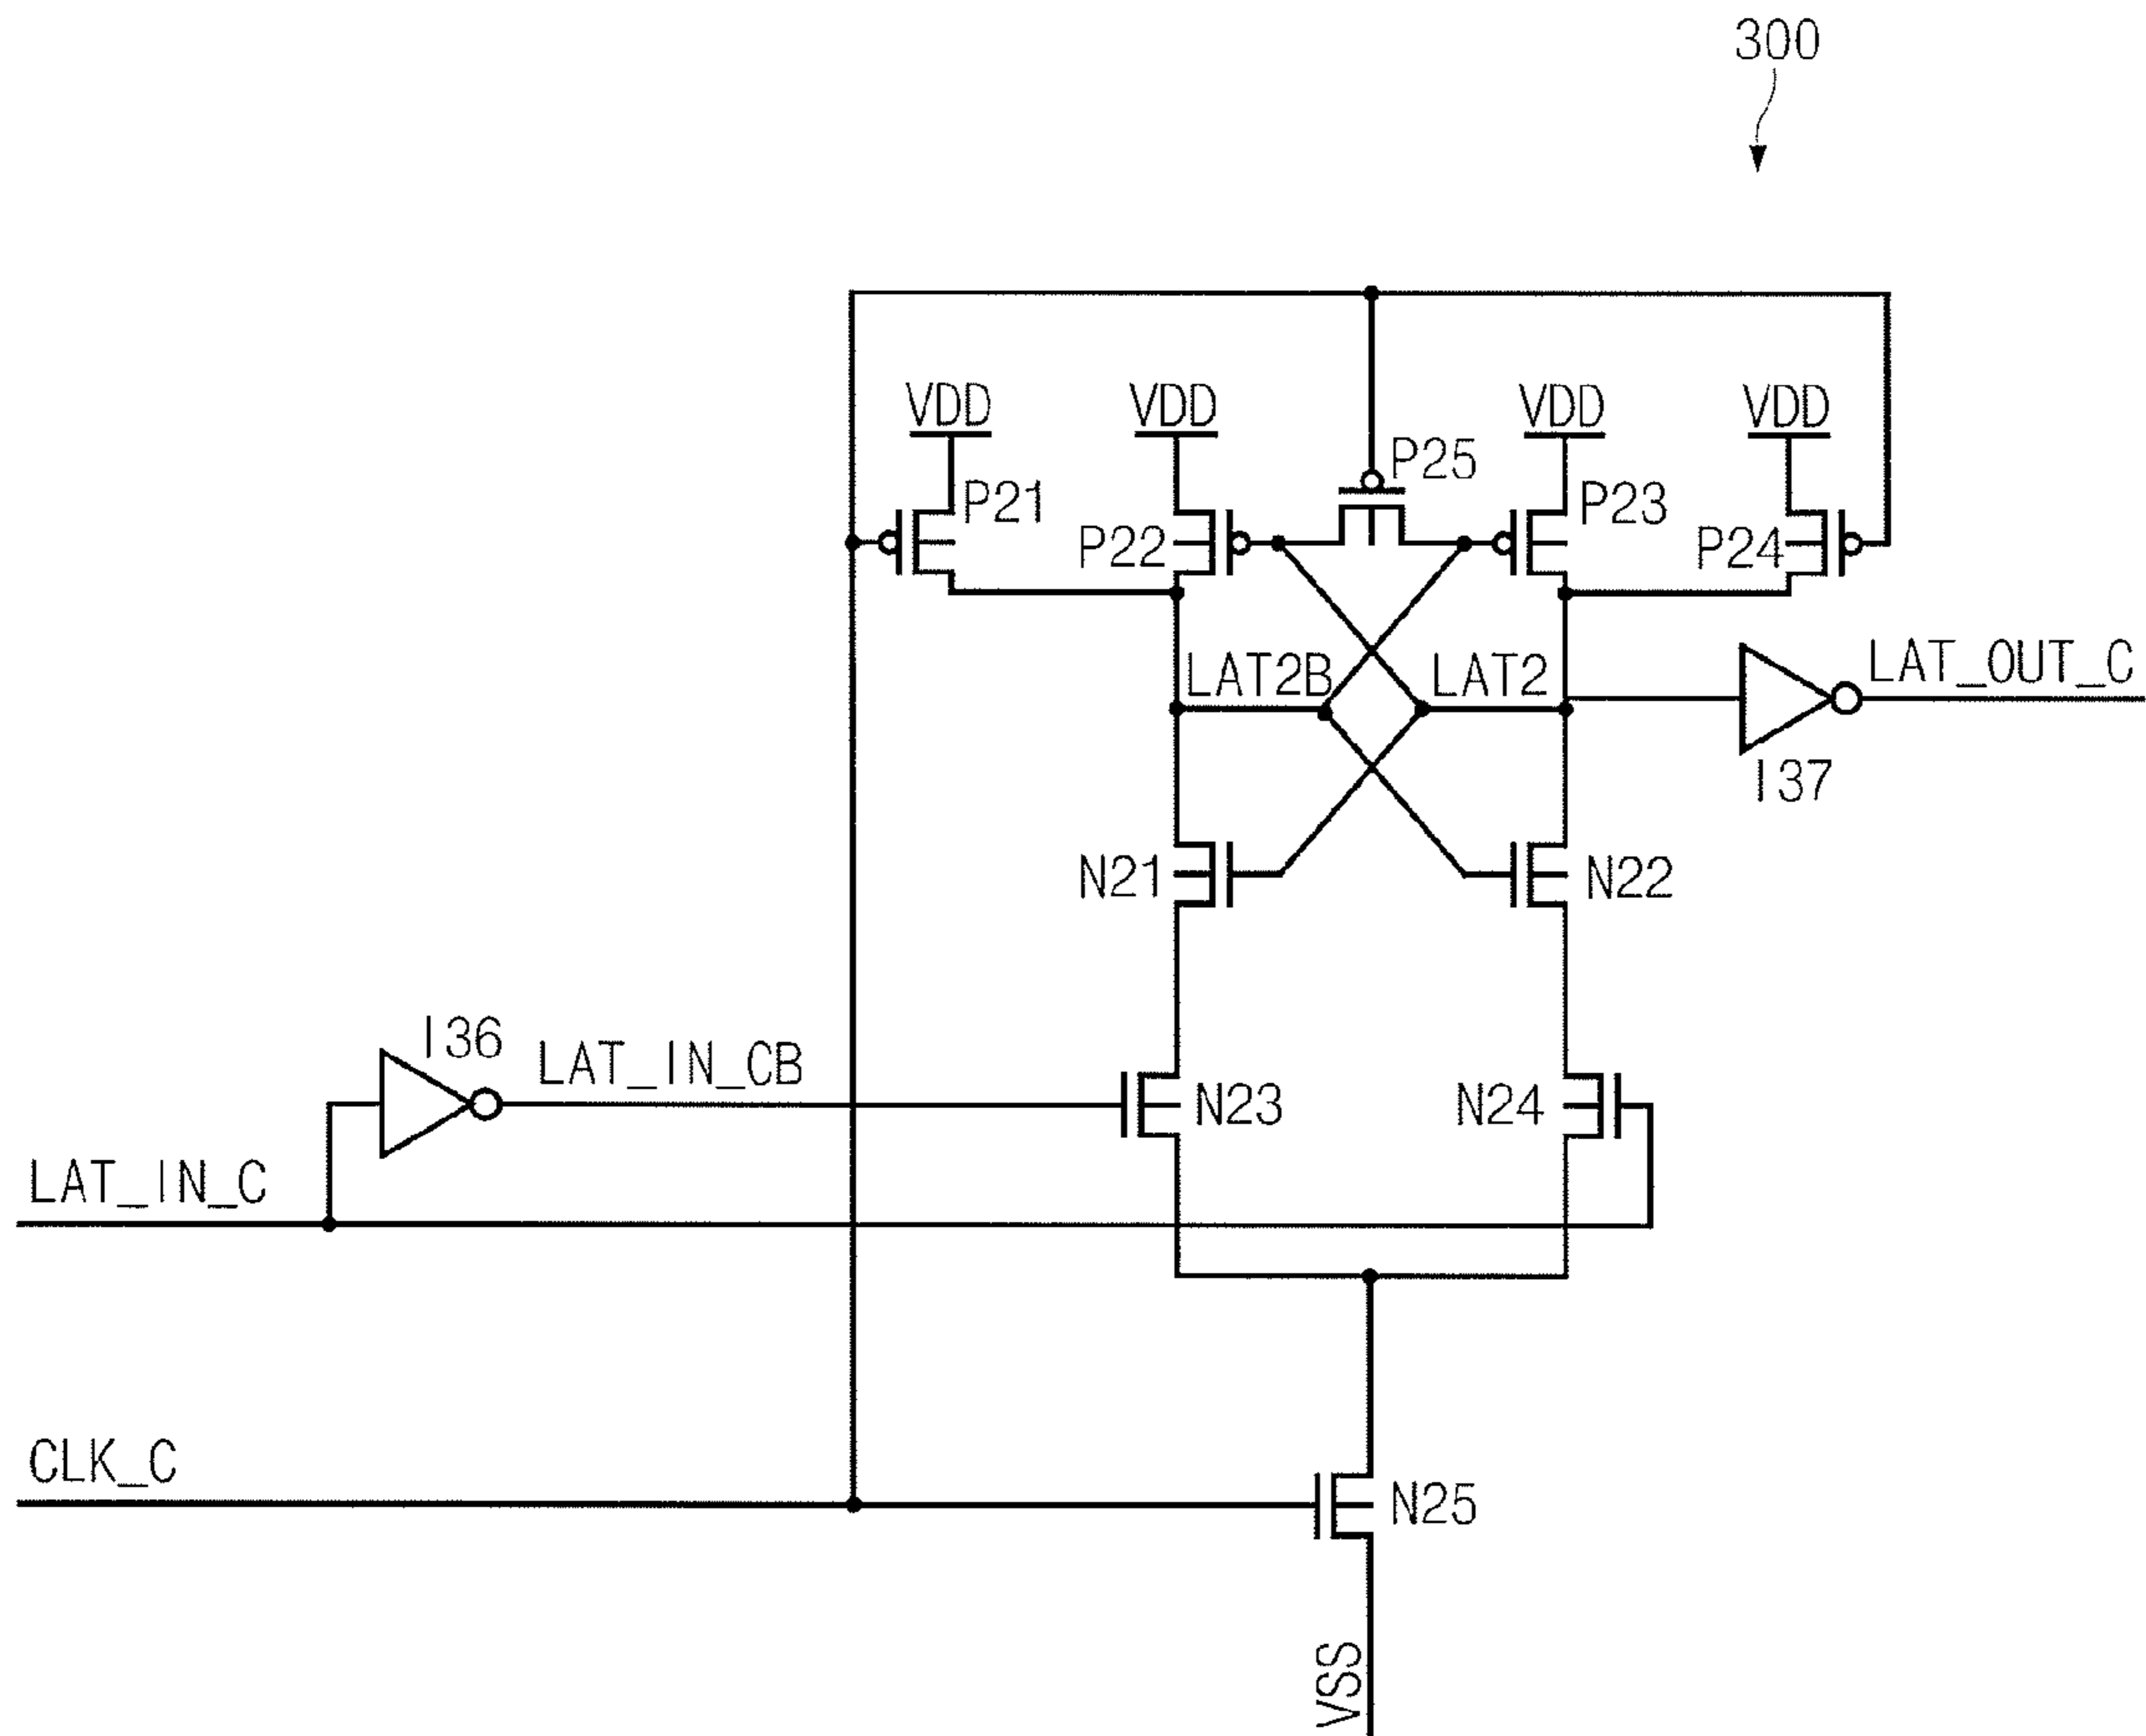 300
VDD
VDD
VDD
VDD
P25
P21
P22
P23
P24
LAT2B
LAT2
LAT_OUT_C
I37
N21
N22
I36
LAT_IN_CB
N23
N24
LAT_IN_C
CLK_C
N25
VSS